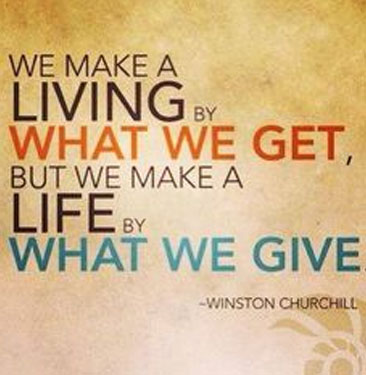 WE MAKE A
LIVING BY
WHAT WE GET,
BUT WE MAKE A
LIFE BY
WHAT WE GIVE.
~WINSTON CHURCHILL